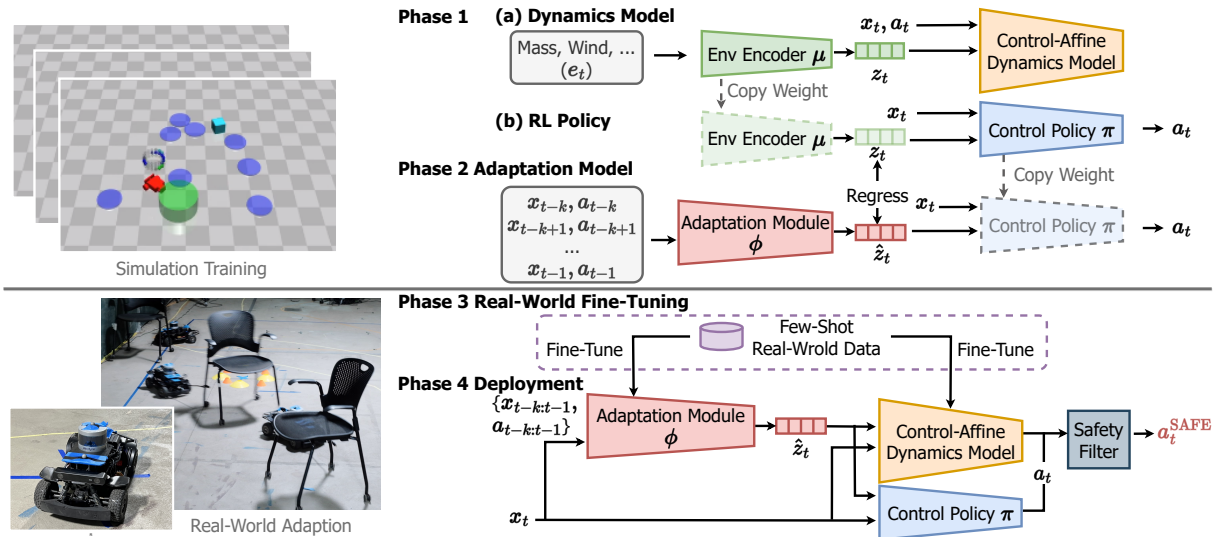 Phase 1
(a) Dynamics Model
Mass, Wind, ...
(e_t)
Env Encoder μ
z_t
x_t, a_t
Control-Affine
Dynamics Model
Copy Weight
(b) RL Policy
Env Encoder μ
z_t
x_t
Control Policy π
a_t
Phase 2 Adaptation Model
x_{t-k}, a_{t-k}
x_{t-k+1}, a_{t-k+1}
...
x_{t-1}, a_{t-1}
Adaptation Module
ϕ
Regress
ẑ_t
x_t
Copy Weight
Control Policy π
a_t
Simulation Training
Phase 3 Real-World Fine-Tuning
Fine-Tune
Few-Shot
Real-Wrold Data
Fine-Tune
Phase 4 Deployment
{x_{t-k:t-1},
a_{t-k:t-1}}
Adaptation Module
ϕ
ẑ_t
Control-Affine
Dynamics Model
a_t
Safety
Filter
a_t^SAFE
x_t
Control Policy π
Real-World Adaption